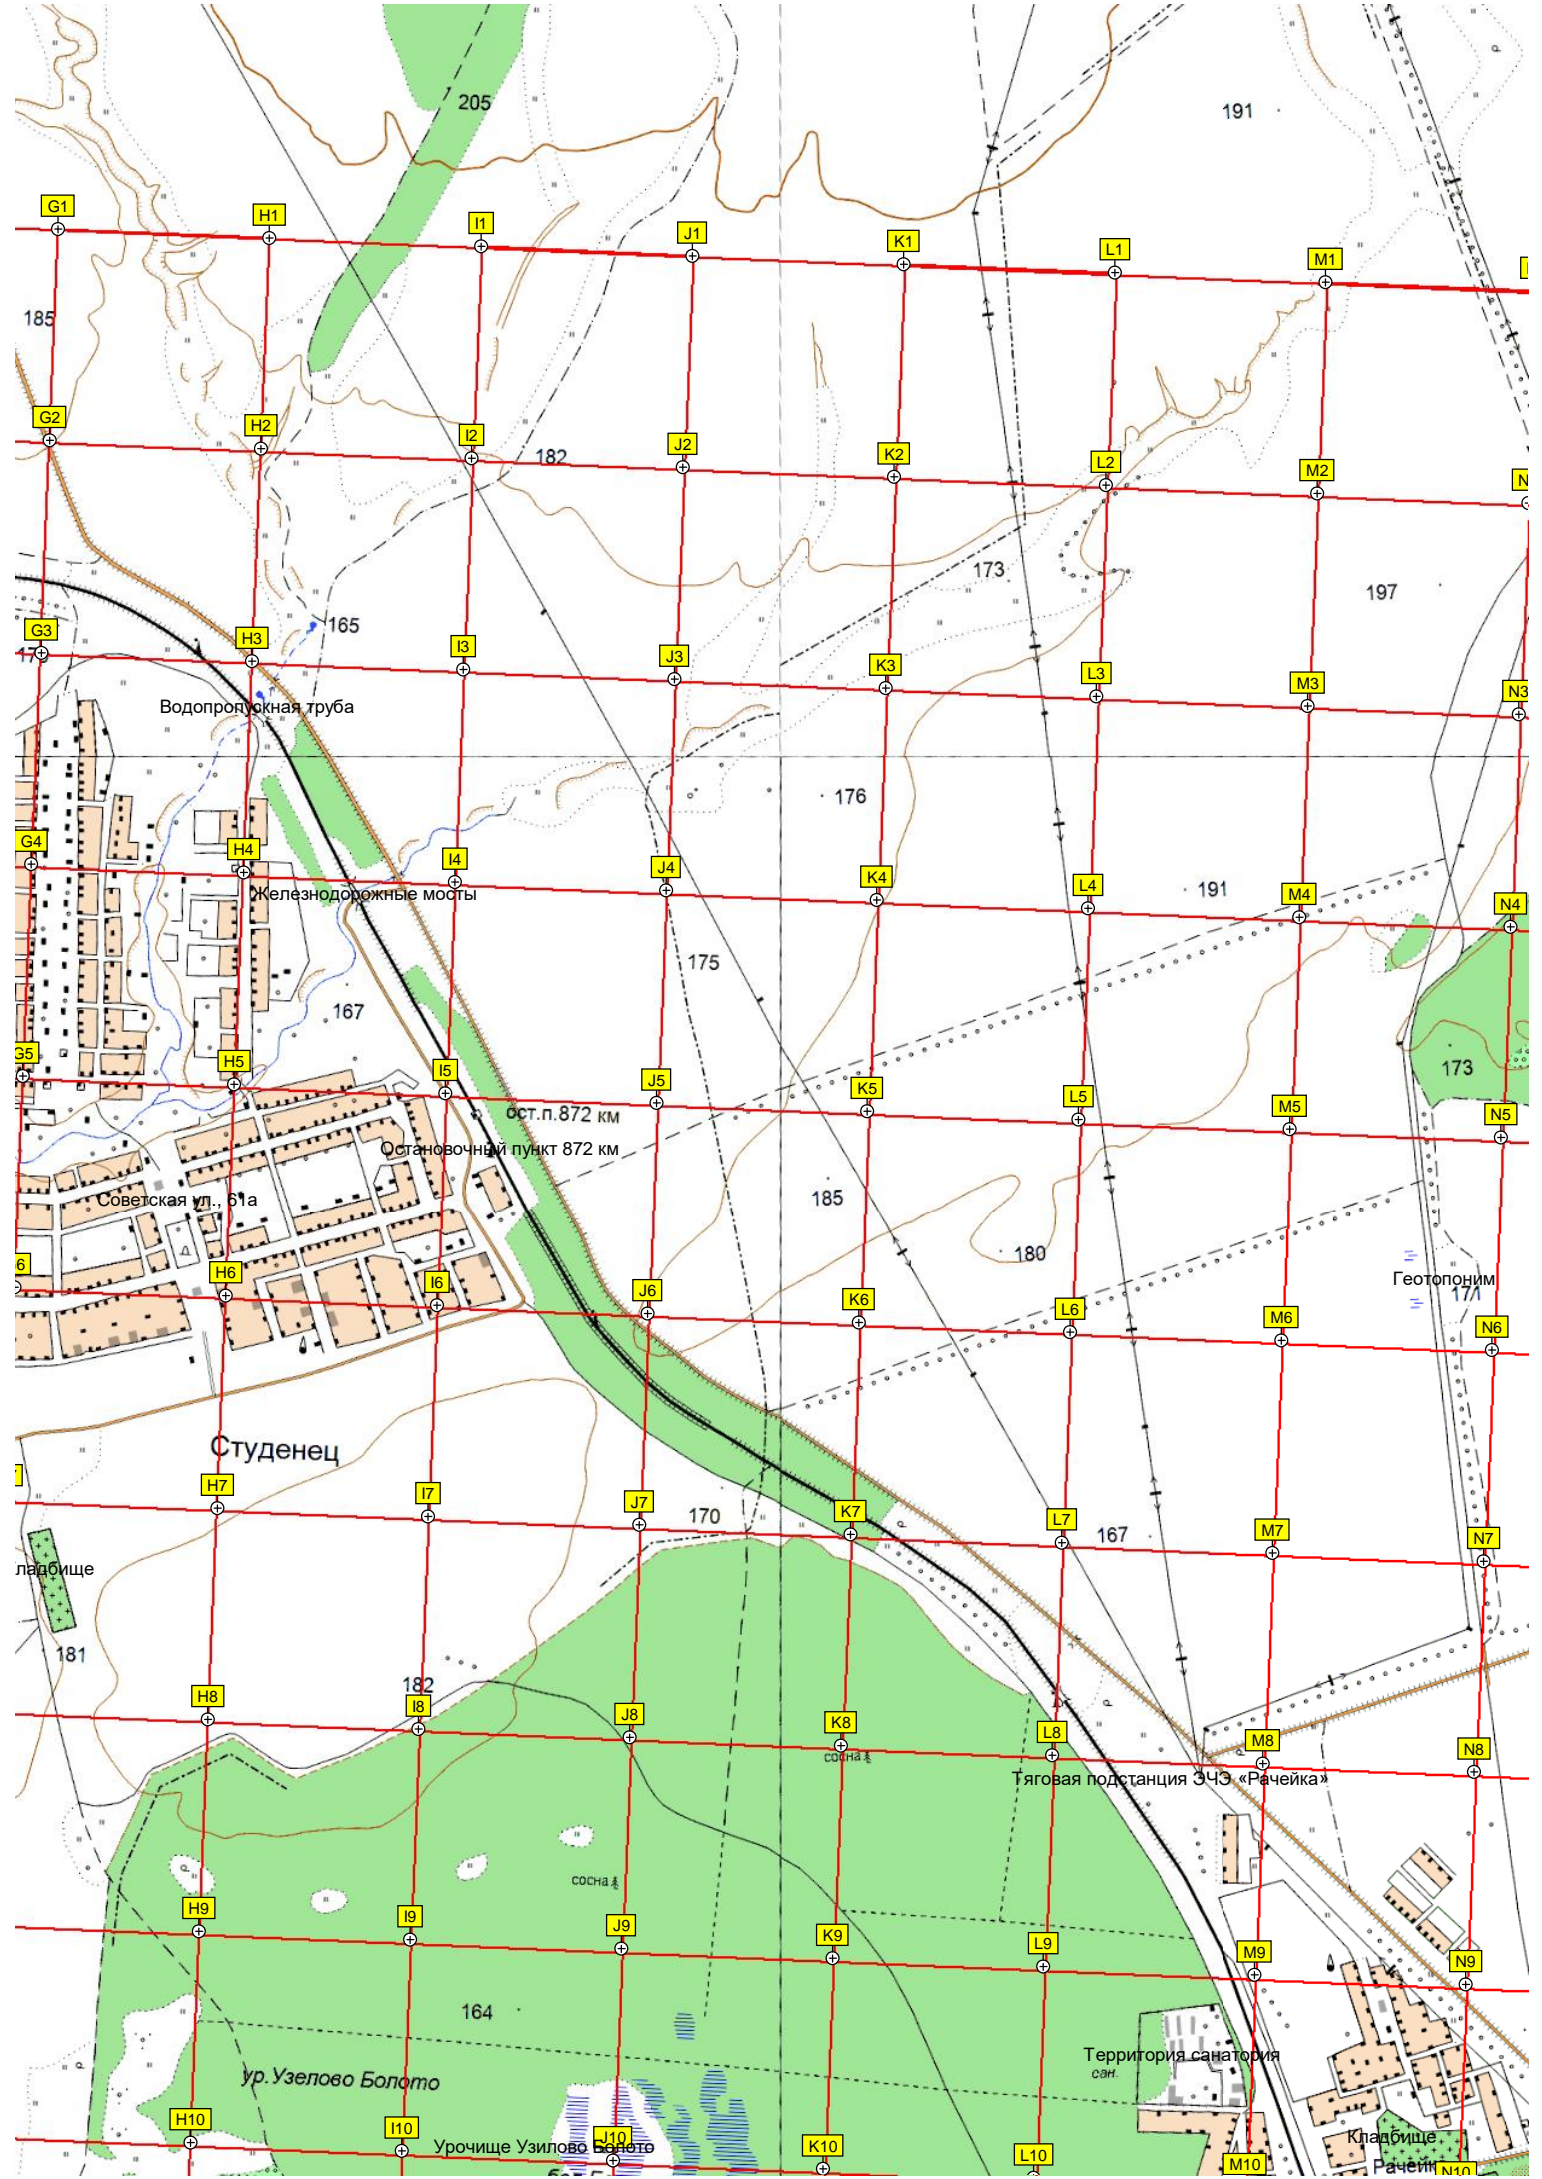 205
191
G1
H1
I1
J1
K1
L1
M1
185
G2
H2
I2
182
J2
K2
L2
M2
N
173
197
165
G3
H3
I3
J3
K3
L3
M3
N3
Водопропускная труба
176
G4
H4
I4
J4
K4
L4
191
M4
N4
Железнодорожные мосты
175
167
173
G5
H5
I5
J5
K5
L5
M5
N5
ост.п.872 км
Остановочный пункт 872 км
Советская ул., 61а
185
180
Геотопоним
171
6
H6
I6
J6
K6
L6
M6
N6
Студенец
H7
I7
J7
170
K7
L7
167
M7
N7
ладбище
181
182
H8
I8
J8
K8
L8
M8
N8
сосна
Тяговая подстанция ЭЧЭ «Рачейка»
сосна
H9
I9
J9
K9
L9
M9
N9
164
Территория санатория
сан.
ур.Узелово Болото
H10
I10
J10
K10
L10
M10
N10
Урочище Узилово Болото
Кладбище
Рачейк